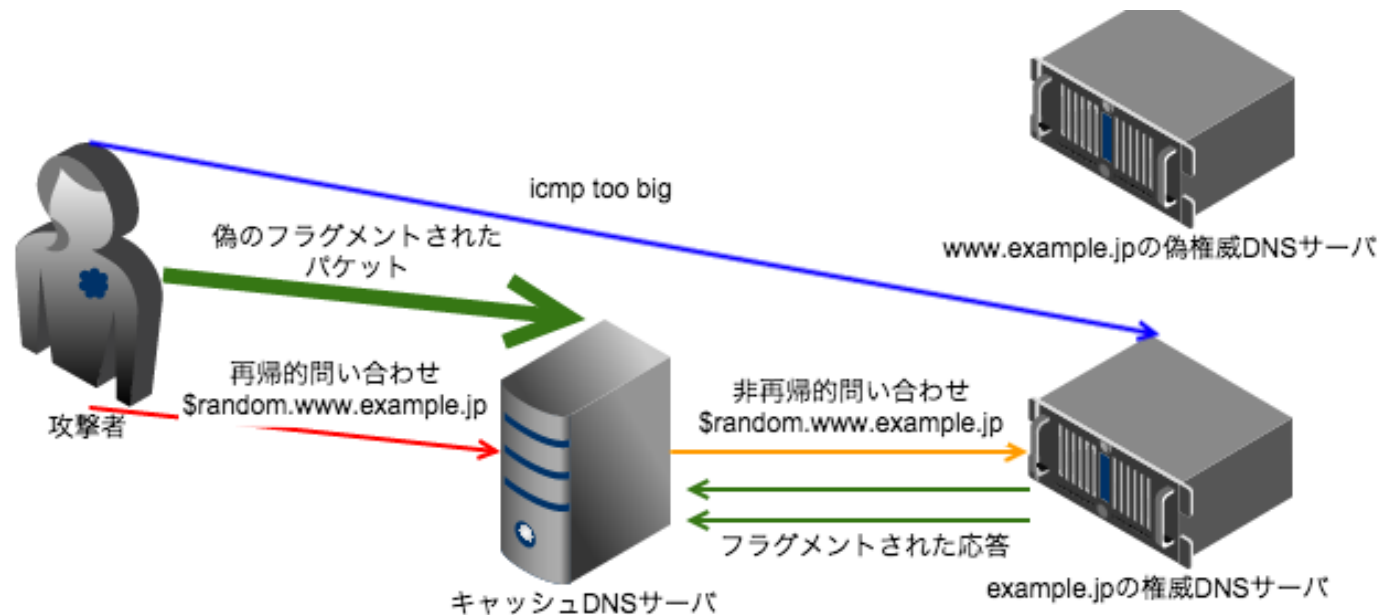 icmp too big
偽のフラグメントされた
パケット
www.example.jpの偽権威DNSサーバ
再帰的問い合わせ
$random.www.example.jp
攻撃者
非再帰的問い合わせ
$random.www.example.jp
フラグメントされた応答
キャッシュDNSサーバ
example.jpの権威DNSサーバ